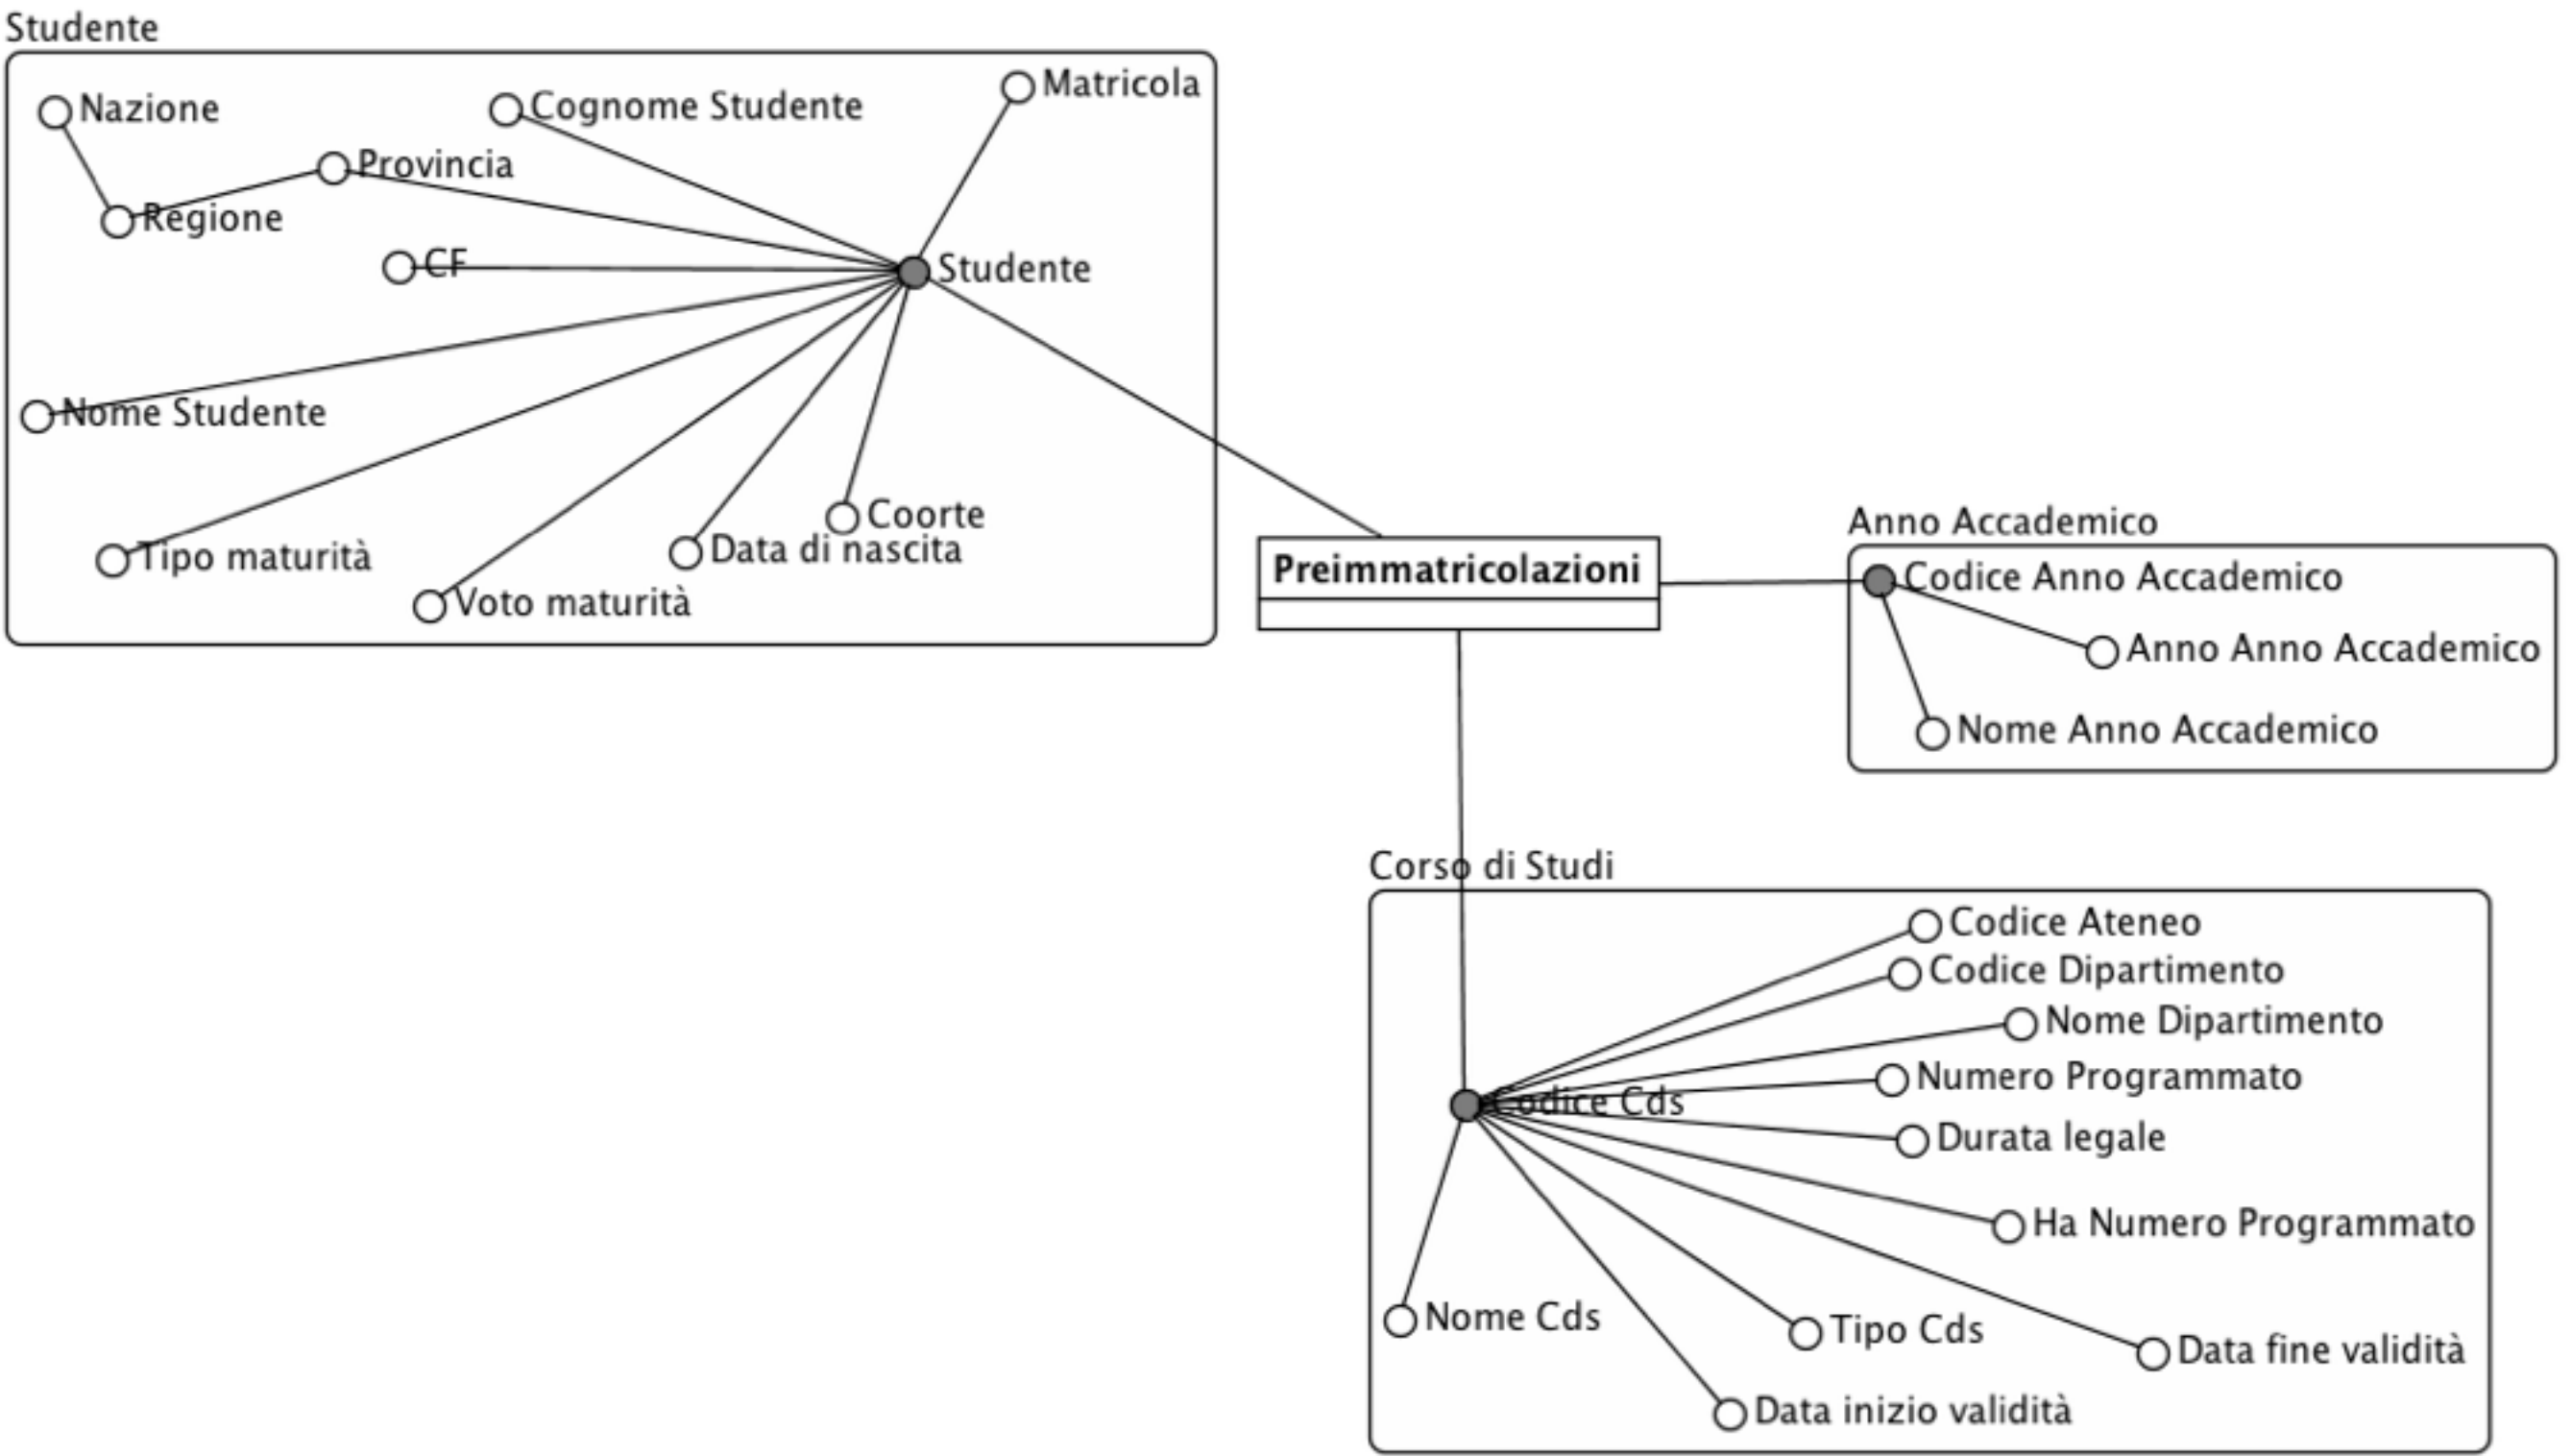 Studente
Matricola
Nazione
Cognome Studente
Provincia
Regione
CF
Studente
Nome Studente
Coorte
Tipo maturità
Data di nascita
Voto maturità
Preimmatricolazioni
Anno Accademico
Codice Anno Accademico
Anno Anno Accademico
Nome Anno Accademico
Corso di Studi
Codice Ateneo
Codice Dipartimento
Nome Dipartimento
Numero Programmato
Codice Cds
Durata legale
Ha Numero Programmato
Nome Cds
Tipo Cds
Data fine validità
Data inizio validità